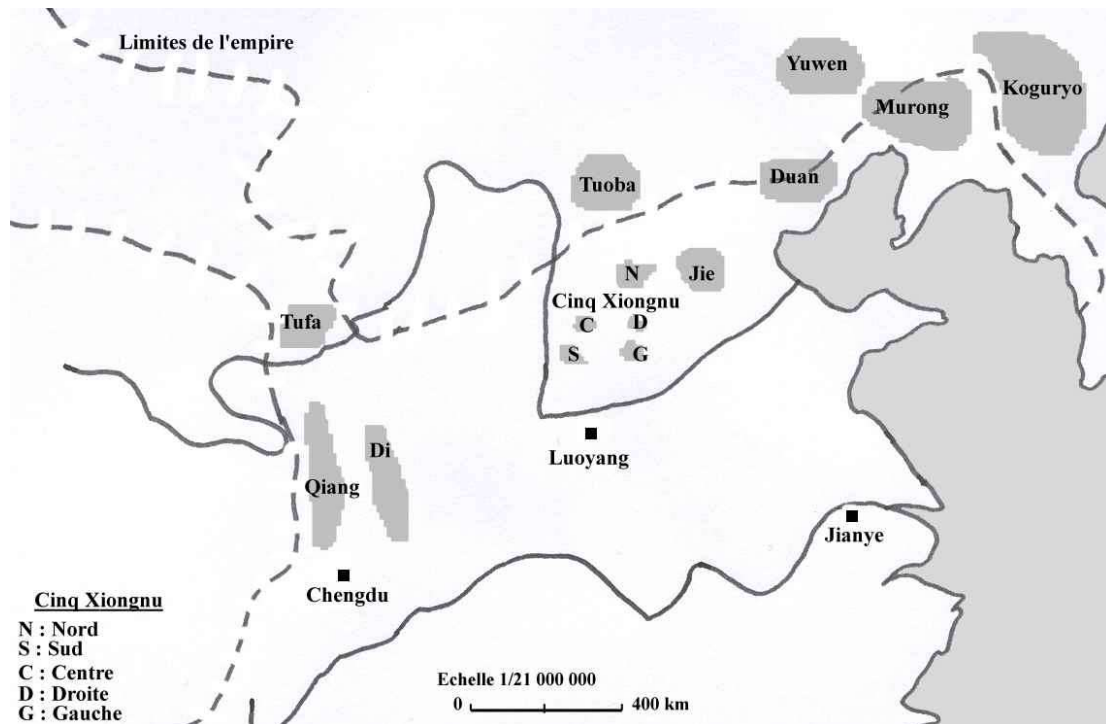 Limites de l'empire
Yuwen
Koguryo
Murong
Tuoba
Duan
N
Jie
Cinq Xiongnu
Tufa
C
D
S
G
Di
Luoyang
Qiang
Jianye
Chengdu
Cinq Xiongnu
N : Nord
S : Sud
C : Centre
D : Droite
G : Gauche
Echelle 1/21 000 000
0 400 km